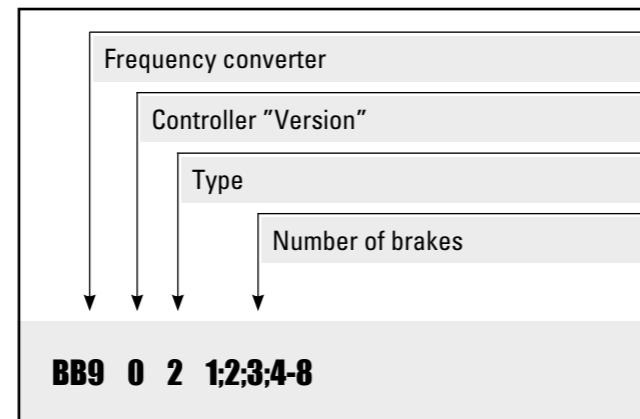 Frequency converter
Controller ”Version”
Type
Number of brakes
BB9 0 2 1;2;3;4-8